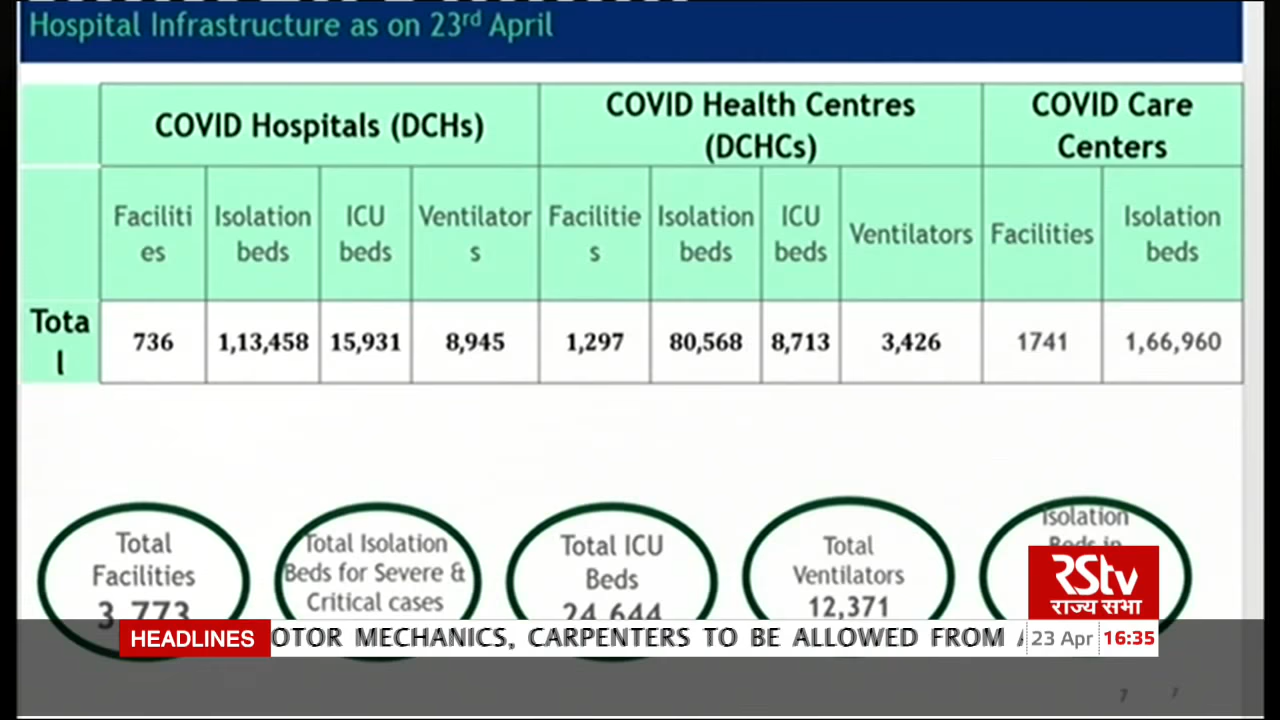 Hospital Infrastructure as on 23rd April
COVID Hospitals (DCHs)
COVID Health Centres
(DCHCs)
COVID Care
Centers
Faciliti
es
Isolation
beds
ICU
beds
Ventilator
s
Facilitie
s
Isolation
beds
ICU
beds
Ventilators
Facilities
Isolation
beds
Tota
l
736
1,13,458
15,931
8,945
1,297
80,568
8,713
3,426
1741
1,66,960
Total
Facilities
3,773
Total Isolation
Beds for Severe &
Critical cases
Total ICU
Beds
24,644
Total
Ventilators
12,371
Isolation
Beds in
RStv
राज्य सभा
HEADLINES
OTOR MECHANICS, CARPENTERS TO BE ALLOWED FROM
23 Apr
16:35
7 7